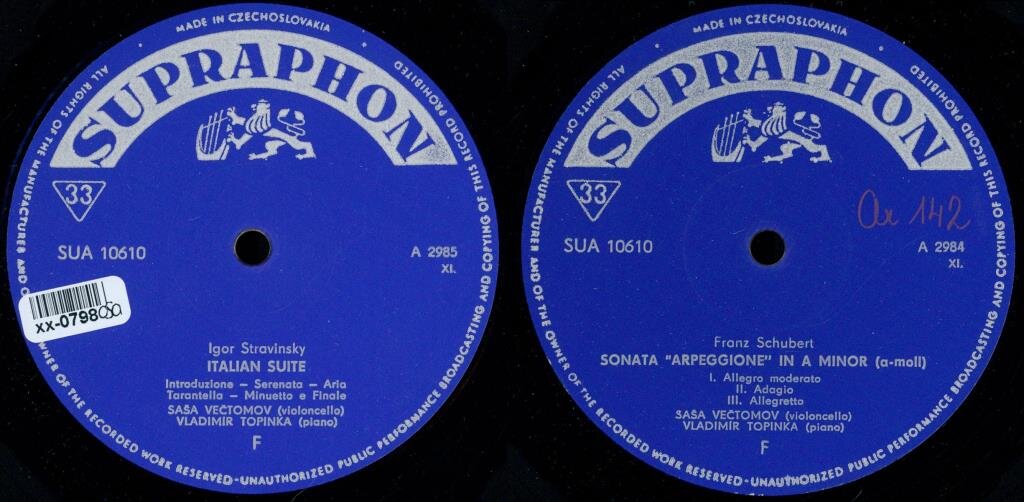 MADE IN CZECHOSLOVAKIA
ALL RIGHTS OF THE MANUFACTURER AND OF THE OWNER OF THE RECORDED WORK RESERVED-UNAUTHORIZED PUBLIC PERFORMANCE BROADCASTING AND COPYING OF THIS RECORD PROHIBITED
SUPRAPHON
33
SUA 10610
A 2985
XI.
xx-0798
Igor Stravinsky
ITALIAN SUITE
Introduzione – Serenata – Aria
Tarantella – Minuetto e Finale
SAŠA VEČTOMOV (violoncello)
VLADIMÍR TOPINKA (piano)
F
MADE IN CZECHOSLOVAKIA
ALL RIGHTS OF THE MANUFACTURER AND OF THE OWNER OF THE RECORDED WORK RESERVED-UNAUTHORIZED PUBLIC PERFORMANCE BROADCASTING AND COPYING OF THIS RECORD PROHIBITED
SUPRAPHON
33
142
SUA 10610
A 2984
XI.
Franz Schubert
SONATA "ARPEGGIONE" IN A MINOR (a-moll)
I. Allegro moderato
II. Adagio
III. Allegretto
SAŠA VEČTOMOV (violoncello)
VLADIMÍR TOPINKA (piano)
F